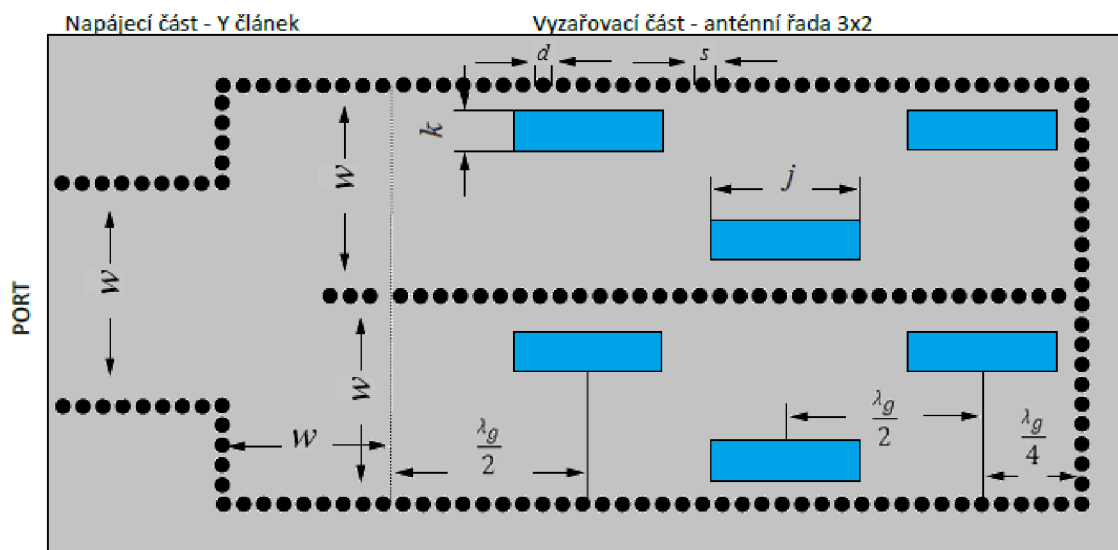 Napájecí část - Y článek
Vyzařovací část - anténní řada 3x2
d
s
k
w
j
w
PORT
w
w
λg/2
λg/2
λg/4